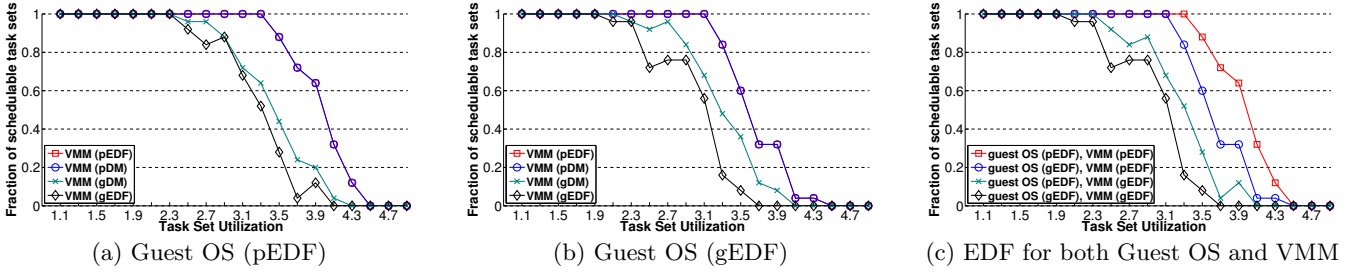 Fraction of schedulable task sets
1
0.8
0.6
0.4
0.2
0
VMM (pEDF)
VMM (pDM)
VMM (gDM)
VMM (gEDF)
1.1 1.5 1.9 2.3 2.7 3.1 3.5 3.9 4.3 4.7
Task Set Utilization
(a) Guest OS (pEDF)
Fraction of schedulable task sets
1
0.8
0.6
0.4
0.2
0
VMM (pEDF)
VMM (pDM)
VMM (gDM)
VMM (gEDF)
1.1 1.5 1.9 2.3 2.7 3.1 3.5 3.9 4.3 4.7
Task Set Utilization
(b) Guest OS (gEDF)
Fraction of schedulable task sets
1
0.8
0.6
0.4
0.2
0
guest OS (pEDF), VMM (pEDF)
guest OS (gEDF), VMM (pEDF)
guest OS (pEDF), VMM (gEDF)
guest OS (gEDF), VMM (gEDF)
1.1 1.5 1.9 2.3 2.7 3.1 3.5 3.9 4.3 4.7
Task Set Utilization
(c) EDF for both Guest OS and VMM